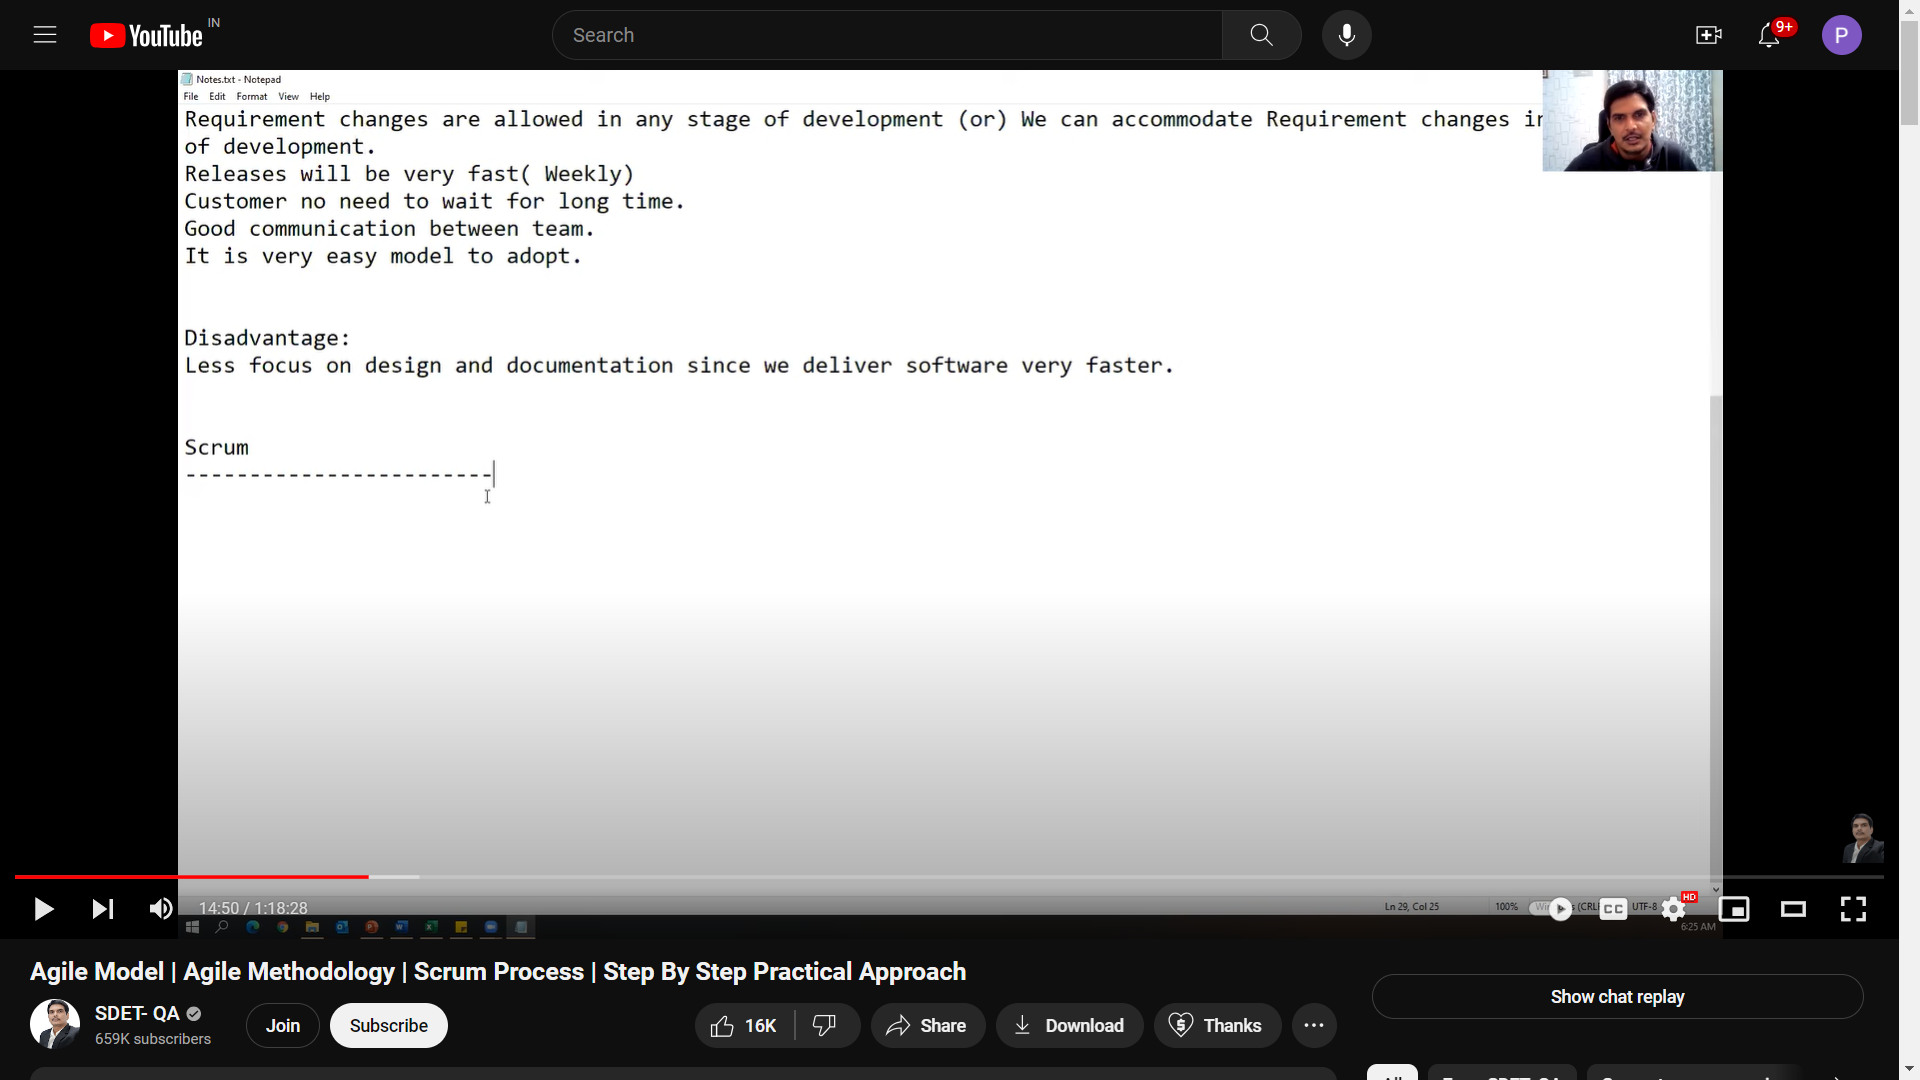 YouTube IN
Search
9+
P
Notes.txt - Notepad
File Edit Format View Help
Requirement changes are allowed in any stage of development (or) We can accommodate Requirement changes in
of development.
Releases will be very fast( Weekly)
Customer no need to wait for long time.
Good communication between team.
It is very easy model to adopt.
Disadvantage:
Less focus on design and documentation since we deliver software very faster.
Scrum
------------------------
14:50 / 1:18:28
Ln 29, Col 25
100%
UTF-8
CC
HD
6:25 AM
Agile Model | Agile Methodology | Scrum Process | Step By Step Practical Approach
Show chat replay
SDET- QA
659K subscribers
Join
Subscribe
16K
Share
Download
Thanks